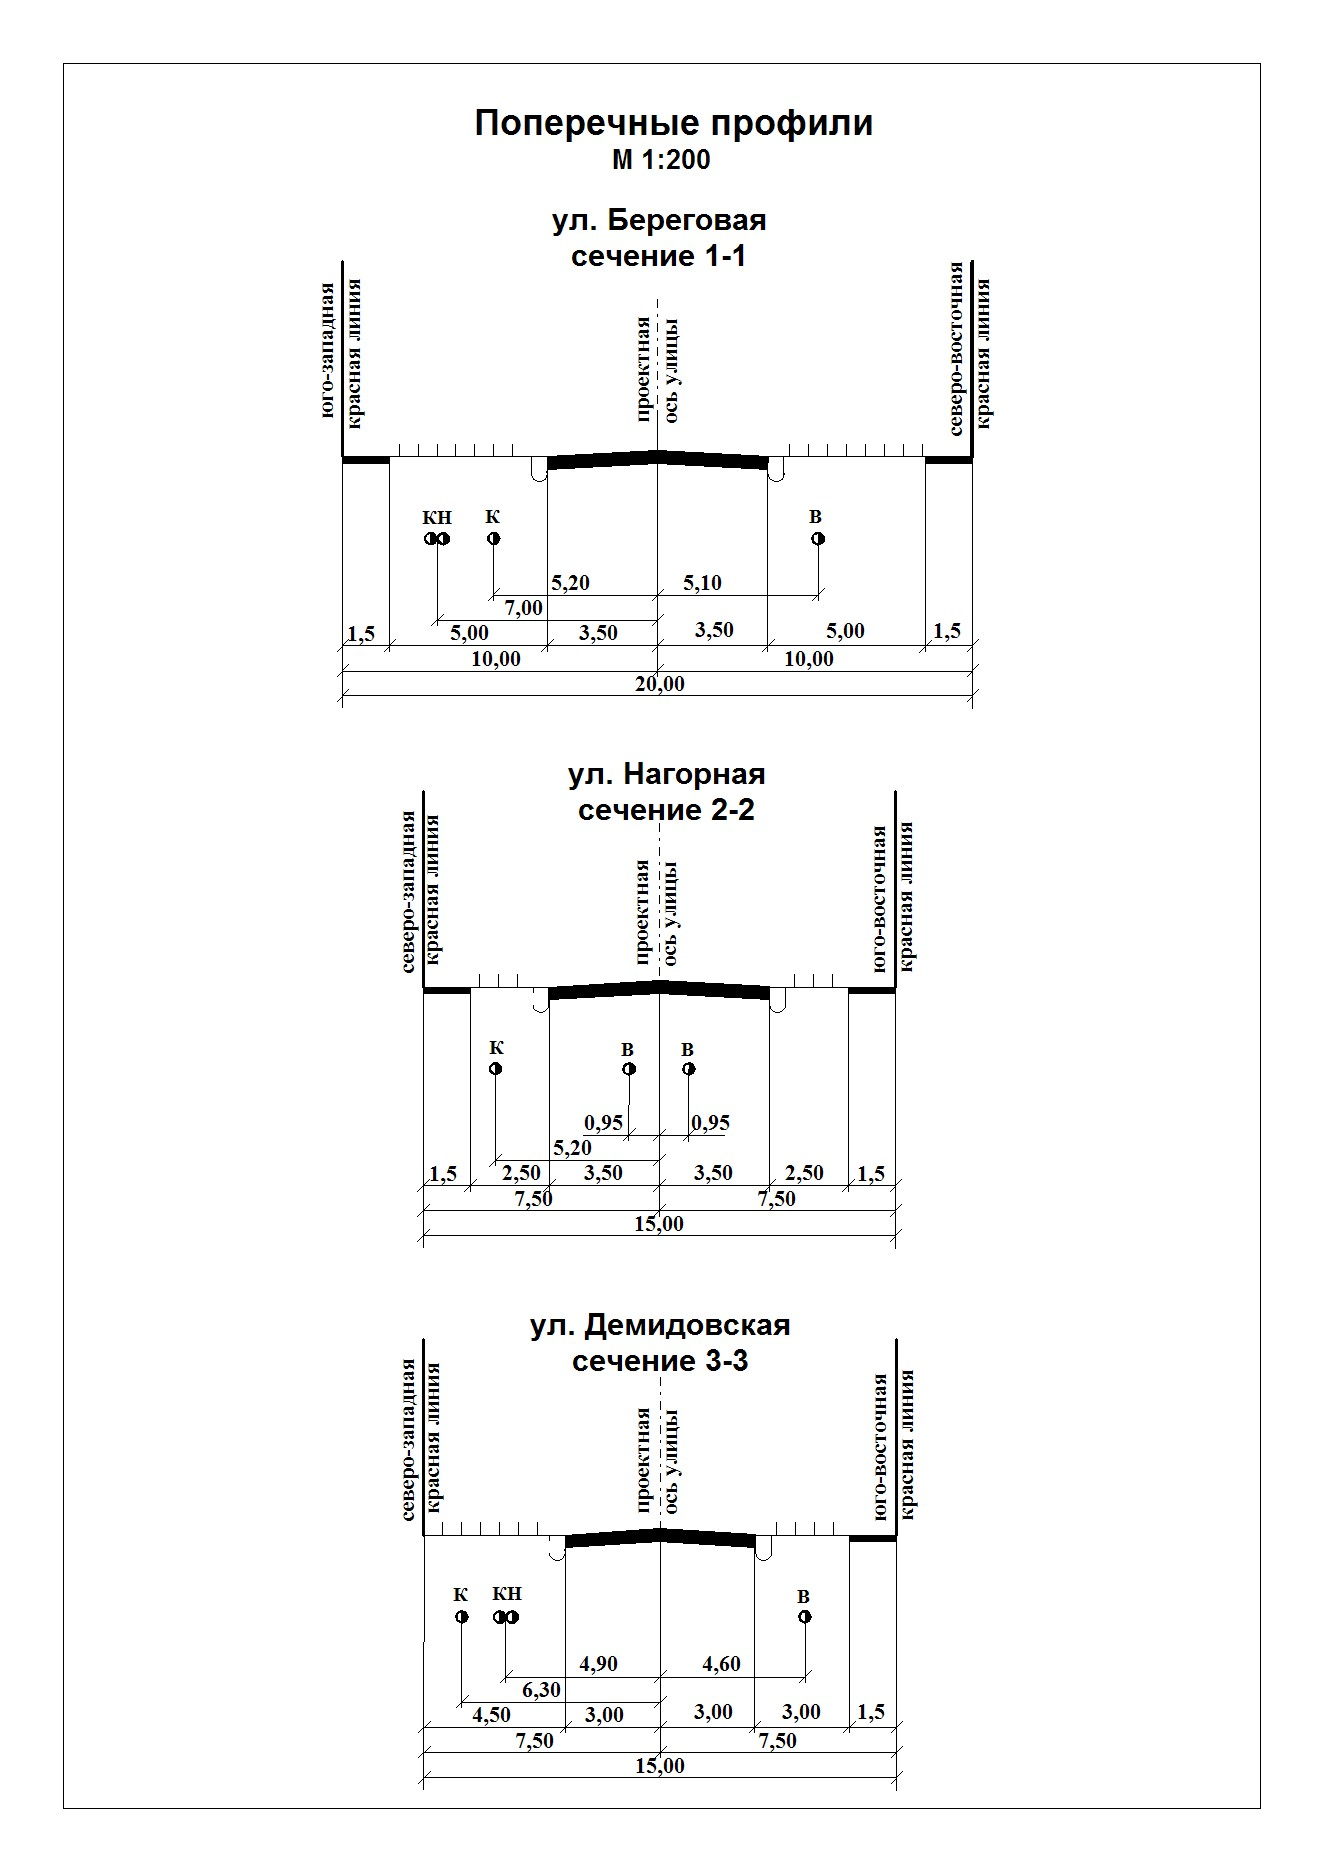 Поперечные профили
М 1:200
ул. Береговая
сечение 1-1
юго-западная
красная линия
проектная
ось улицы
северо-восточная
красная линия
КН
К
В
5,20
5,10
7,00
1,5
5,00
3,50
3,50
5,00
1,5
10,00
10,00
20,00
ул. Нагорная
сечение 2-2
северо-западная
красная линия
проектная
ось улицы
юго-восточная
красная линия
К
В
В
0,95
0,95
5,20
1,5
2,50
3,50
3,50
2,50
1,5
7,50
7,50
15,00
ул. Демидовская
сечение 3-3
северо-западная
красная линия
проектная
ось улицы
юго-восточная
красная линия
К
КН
В
4,90
4,60
6,30
4,50
3,00
3,00
3,00
1,5
7,50
7,50
15,00